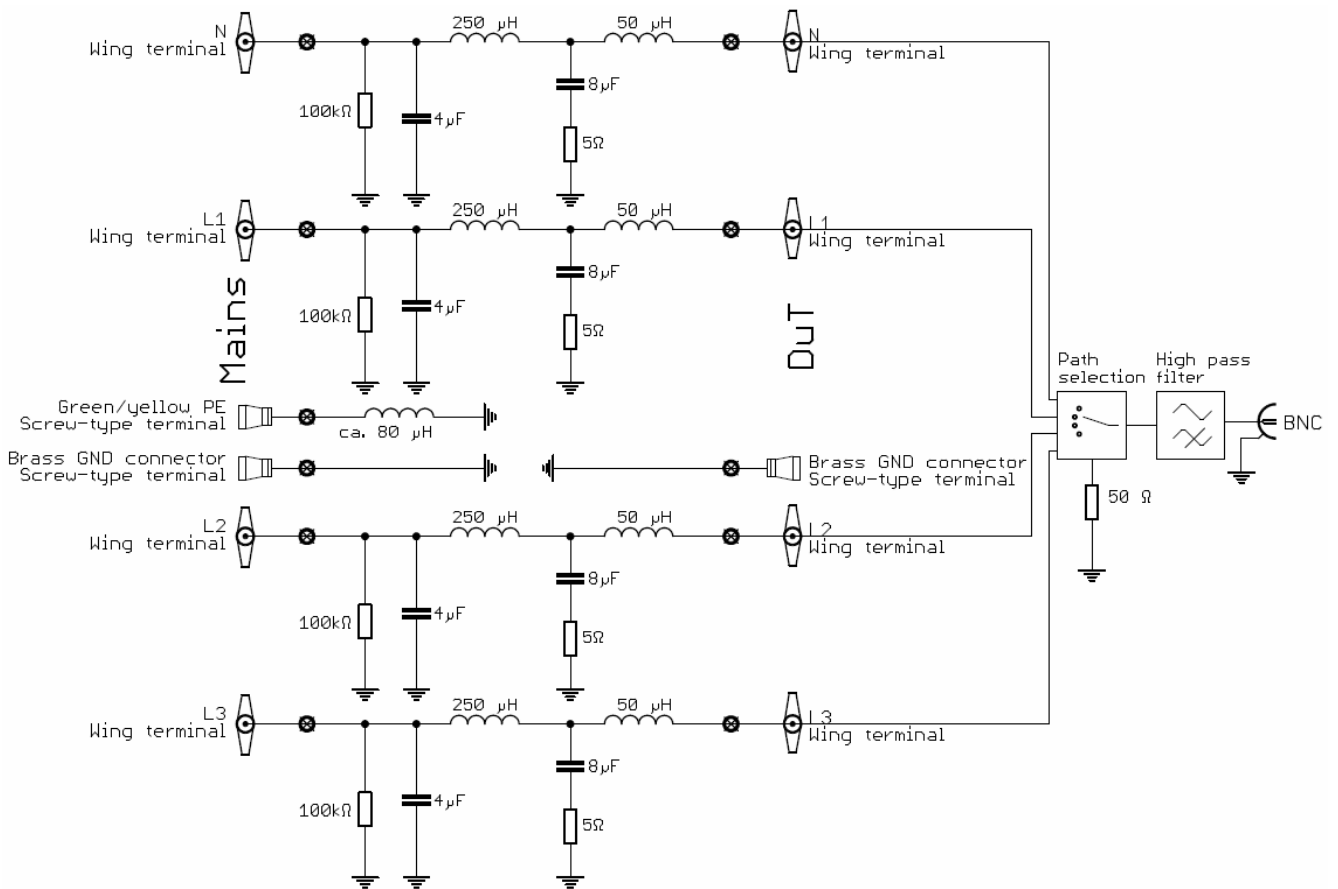 250 µH
50 µH
N
Wing terminal
N
Wing terminal
100kΩ
4µF
8µF
5Ω
250 µH
50 µH
L1
Wing terminal
L1
Wing terminal
100kΩ
4µF
8µF
5Ω
Mains
DuT
Path
selection
High pass
filter
Green/yellow PE
Screw-type terminal
ca. 80 µH
BNC
Brass GND connector
Screw-type terminal
Brass GND connector
Screw-type terminal
50 Ω
250 µH
50 µH
L2
Wing terminal
L2
Wing terminal
100kΩ
4µF
8µF
5Ω
250 µH
50 µH
L3
Wing terminal
L3
Wing terminal
100kΩ
4µF
8µF
5Ω